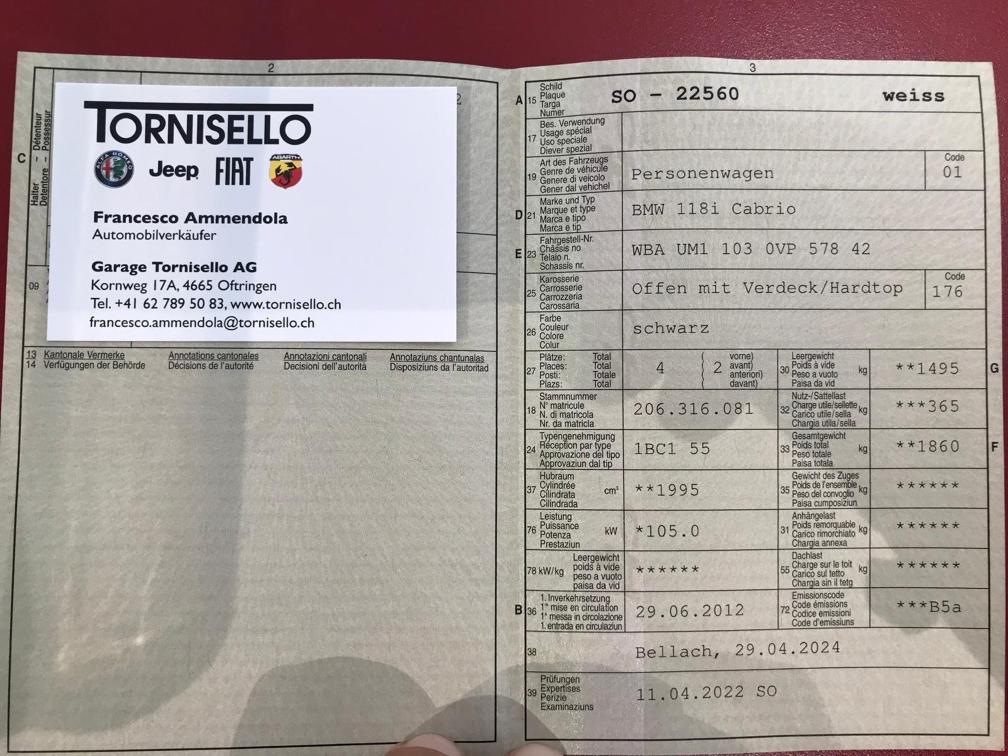 2
C
Halter – Détenteur
Detentore – Possessur
TORNISELLO
ALFA ROMEO
Jeep
FIAT
ABARTH
Francesco Ammendola
Automobilverkäufer
Garage Tornisello AG
Kornweg 17A, 4665 Oftringen
Tel. +41 62 789 50 83, www.tornisello.ch
francesco.ammendola@tornisello.ch
2
09
13 Kantonale Vermerke Annotations cantonales Annotazioni cantonali Annotaziuns chantunalas
14 Verfügungen der Behörde Décisions de l'autorité Decisioni dell'autorità Disposiziuns da l'autoritad
3
A 15 Schild
Plaque
Targa
Numer
SO - 22560 weiss
17 Bes. Verwendung
Usage spécial
Uso speciale
Diever spezial
19 Art des Fahrzeugs
Genre de véhicule
Genere di veicolo
Gener dal vehichel
Personenwagen
Code
01
D 21 Marke und Typ
Marque et type
Marca e tipo
Marca e tip
BMW 118i Cabrio
E 23 Fahrgestell-Nr.
Châssis no
Telaio n.
Schassis nr.
WBA UM1 103 0VP 578 42
25 Karosserie
Carrosserie
Carrozzeria
Carossaria
Offen mit Verdeck/Hardtop
Code
176
26 Farbe
Couleur
Colore
Colur
schwarz
27 Plätze: Total
Places: Total
Posti: Totale
Plazs: Total
4 ( 2 vorne)
avant)
anteriori)
davant)
30 Leergewicht
Poids à vide
Peso a vuoto
Paisa da vid
kg
**1495
G
18 Stammnummer
N° matricule
N. di matricola
Nr. da matricla
206.316.081
32 Nutz-/Sattellast
Charge utile/sellette
Carico utile/sella
Chargia utila/sella
kg
***365
24 Typengenehmigung
Réception par type
Approvazione del tipo
Approvaziun dal tip
1BC1 55
33 Gesamtgewicht
Poids total
Peso totale
Paisa totala
kg
**1860
F
37 Hubraum
Cylindrée
Cilindrata
Cilindrada
cm³
**1995
35 Gewicht des Zuges
Poids de l'ensemble
Peso del convoglio
Paisa cumposiziun
kg
******
76 Leistung
Puissance
Potenza
Prestaziun
kW
*105.0
31 Anhängelast
Poids remorquable
Carico rimorchiato
Chargia annexa
kg
******
78 kW/kg Leergewicht
poids à vide
peso a vuoto
paisa da vid
******
55 Dachlast
Charge sur le toit
Carico sul tetto
Chargia sin il tetg
kg
******
B 36 1. Inverkehrsetzung
1re mise en circulation
1a messa in circolazione
1. entrada en circulaziun
29.06.2012
72 Emissionscode
Code émissions
Codice emissioni
Code d'emissiuns
***B5a
38
Bellach, 29.04.2024
39 Prüfungen
Expertises
Perizie
Examinaziuns
11.04.2022 SO